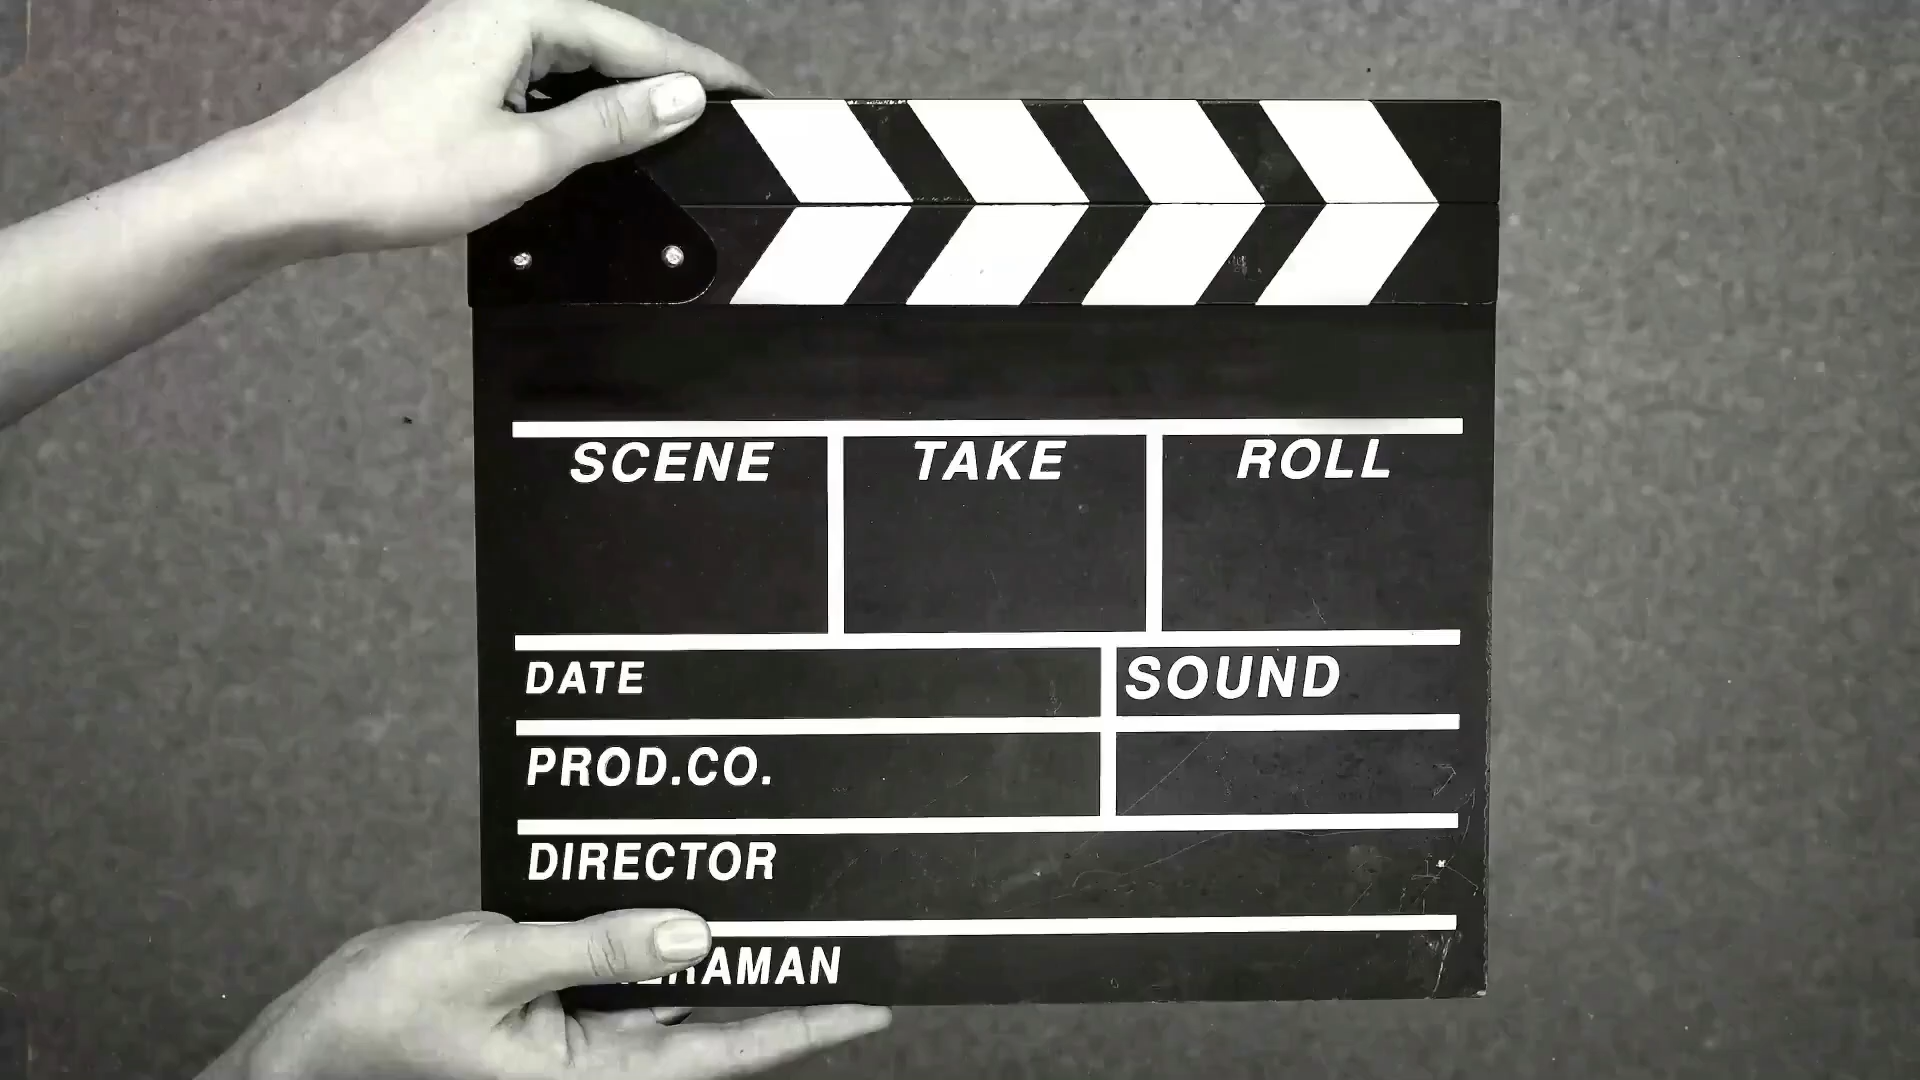 SCENE TAKE ROLL
DATE SOUND
PROD.CO.
DIRECTOR